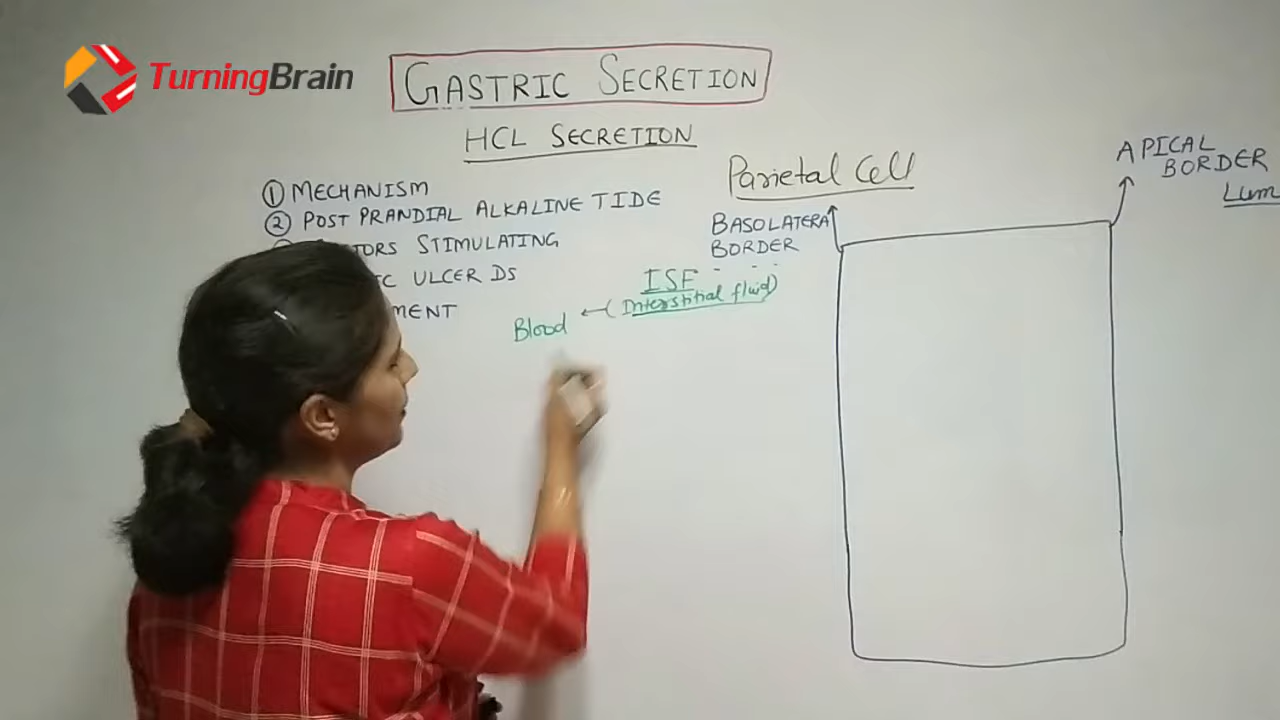 TurningBrain
GASTRIC SECRETION
HCL SECRETION
① MECHANISM
② POST PRANDIAL ALKALINE TIDE
STIMULATING
ULCER DS
Parietal Cell
BASOLATERA
BORDER
ISF
(Interstitial fluid)
Blood
APICAL
BORDER
Lum